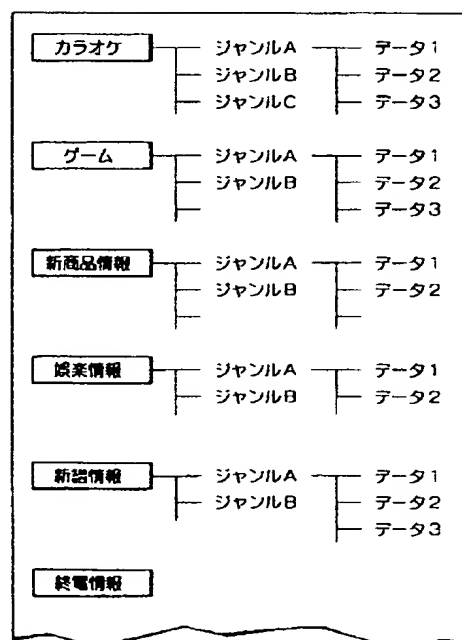 カラオケ ジャンルA データ1
ジャンルB データ2
ジャンルC データ3
ゲーム ジャンルA データ1
ジャンルB データ2
データ3
新商品情報 ジャンルA データ1
ジャンルB データ2
娯楽情報 ジャンルA データ1
ジャンルB データ2
新譜情報 ジャンルA データ1
ジャンルB データ2
データ3
終電情報